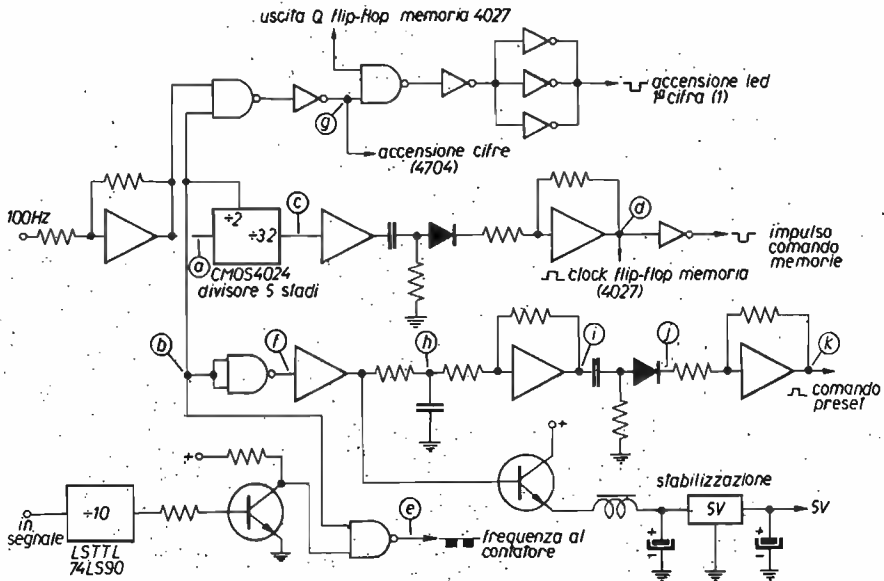 uscita Q flip-flop memoria 4027
accensione led
1ª cifra (1)
g
accensione cifre
(4704)
100Hz
÷2
÷32
c
d
a
CMOS4024
divisore 5 stadi
impulso
comando
memorie
clock flip-flop memoria
(4027)
b
f
h
i
j
k
comando
preset
+
+
stabilizzazione
÷10
in
segnale
LSTTL
74LS90
e
frequenza al
contatore
+
5V
+
5V